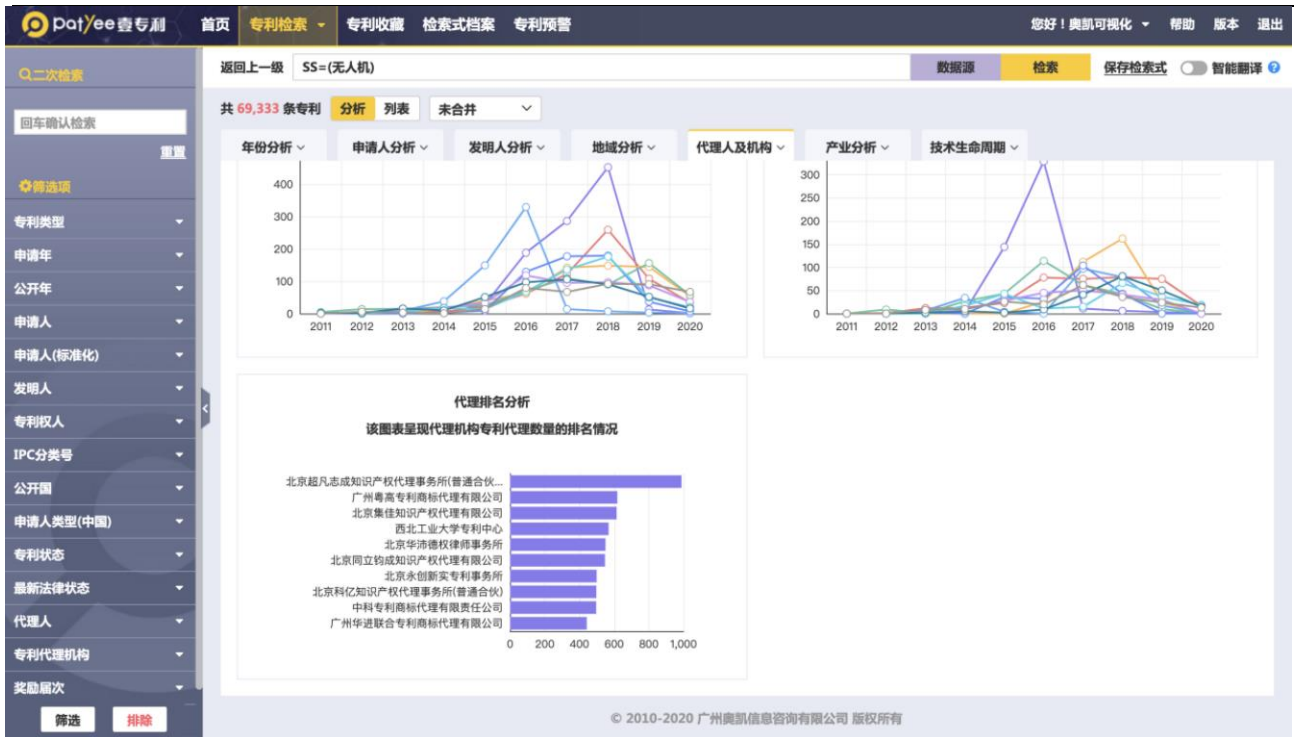 patyee壹专利 首页 专利检索 专利收藏 检索式档案 专利预警 您好！奥凯可视化 帮助 版本 退出
二次检索
回车确认检索
重置
筛选项
专利类型
申请年
公开年
申请人
申请人(标准化)
发明人
专利权人
IPC分类号
公开国
申请人类型(中国)
专利状态
最新法律状态
代理人
专利代理机构
奖励届次
筛选 排除
返回上一级 SS=(无人机) 数据源 检索 保存检索式 智能翻译 ?
共 69,333 条专利 分析 列表 未合并
年份分析 申请人分析 发明人分析 地域分析 代理人及机构 产业分析 技术生命周期
400
300
200
100
0
2011 2012 2013 2014 2015 2016 2017 2018 2019 2020
300
250
200
150
100
50
0
2011 2012 2013 2014 2015 2016 2017 2018 2019 2020
代理排名分析
该图表呈现代理机构专利代理数量的排名情况
北京超凡志成知识产权代理事务所(普通合伙...
广州粤高专利商标代理有限公司
北京集佳知识产权代理有限公司
西北工业大学专利中心
北京华沛德权律师事务所
北京同立钧成知识产权代理有限公司
北京永创新实专利事务所
北京科亿知识产权代理事务所(普通合伙)
中科专利商标代理有限责任公司
广州华进联合专利商标代理有限公司
0 200 400 600 800 1,000
© 2010-2020 广州奥凯信息咨询有限公司 版权所有